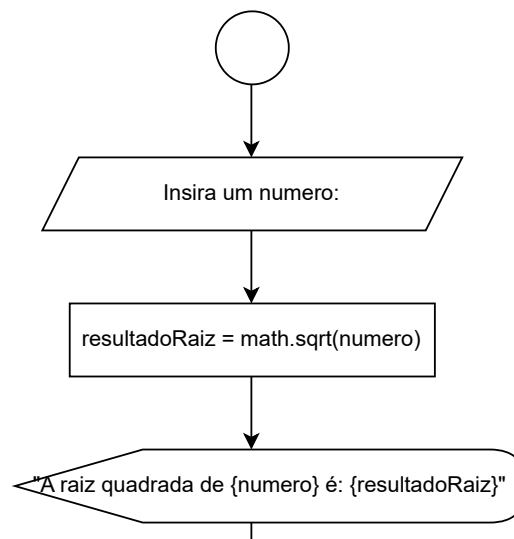 Insira um numero:
resultadoRaiz = math.sqrt(numero)
"A raiz quadrada de {numero} é: {resultadoRaiz}"